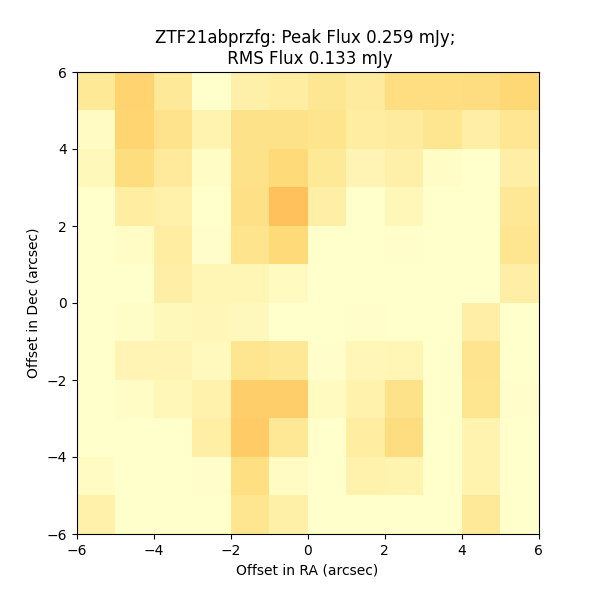 ZTF21abprzfg: Peak Flux 0.259 mJy;
RMS Flux 0.133 mJy
6
4
2
0
−2
−4
−6
Offset in Dec (arcsec)
−6 −4 −2 0 2 4 6
Offset in RA (arcsec)